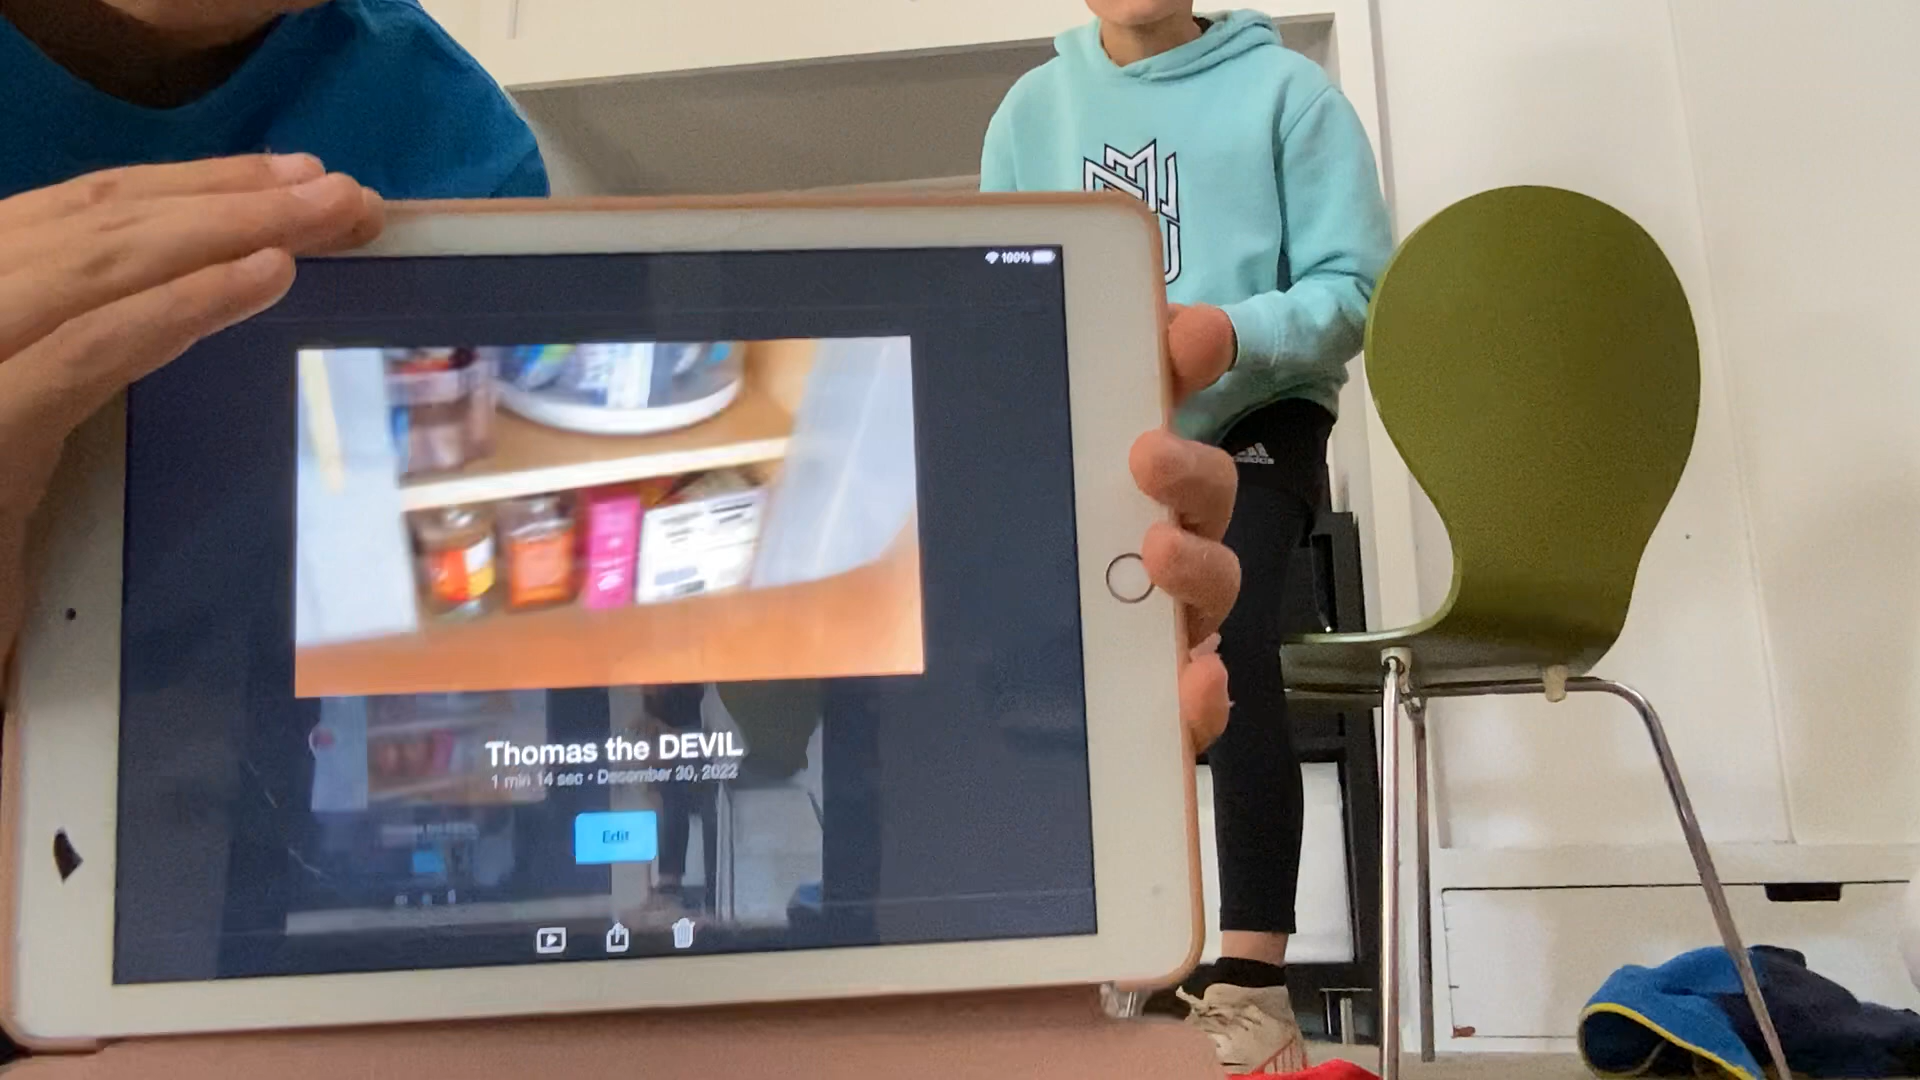 100%
Thomas the DEVIL
1 min 14 sec • December 30, 2022
Edit
adidas